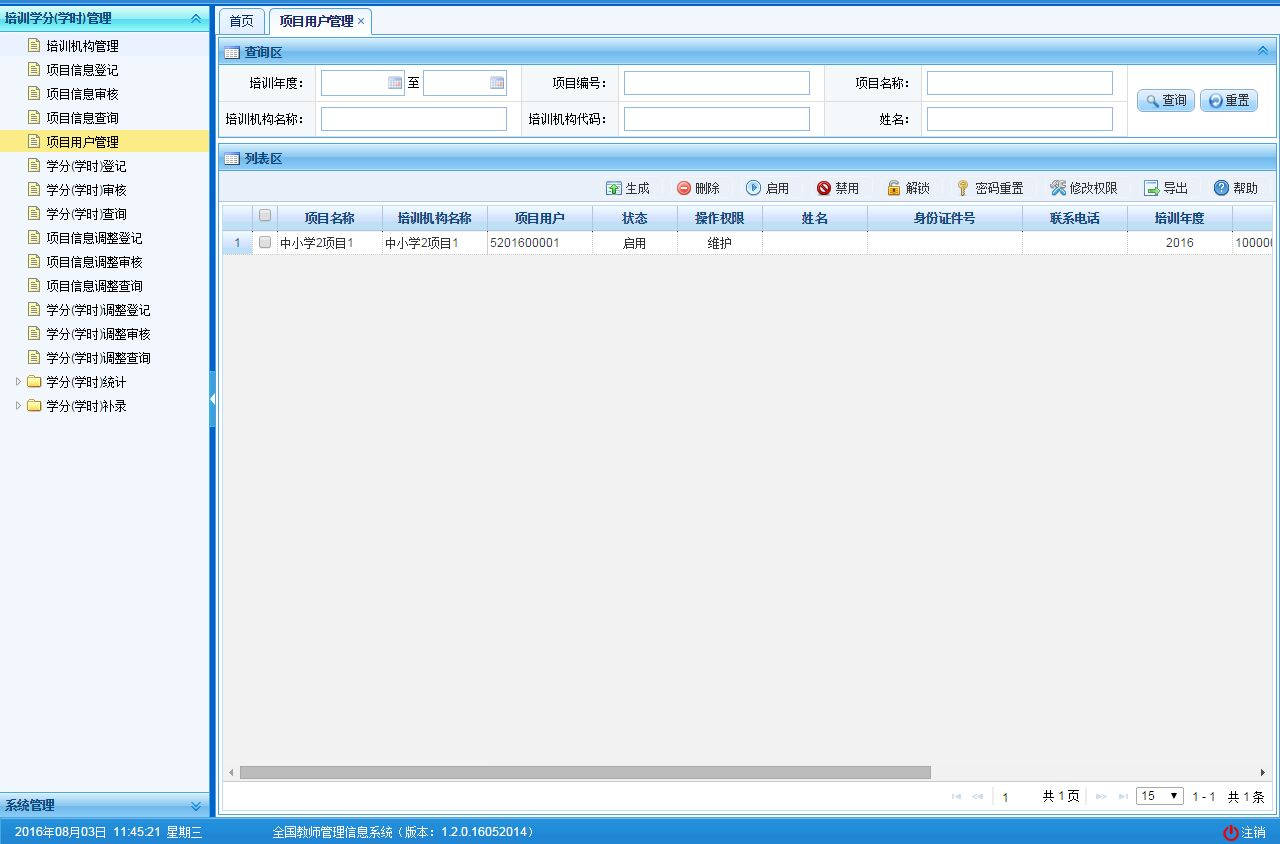 培训学分(学时)管理
培训机构管理
项目信息登记
项目信息审核
项目信息查询
项目用户管理
学分(学时)登记
学分(学时)审核
学分(学时)查询
项目信息调整登记
项目信息调整审核
项目信息调整查询
学分(学时)调整登记
学分(学时)调整审核
学分(学时)调整查询
学分(学时)统计
学分(学时)补录
系统管理
首页 项目用户管理 ×
查询区
培训年度: 至 项目编号: 项目名称: 查询 重置
培训机构名称: 培训机构代码: 姓名:
列表区
生成 删除 启用 禁用 解锁 密码重置 修改权限 导出 帮助
项目名称 培训机构名称 项目用户 状态 操作权限 姓名 身份证件号 联系电话 培训年度
1 中小学2项目1 中小学2项目1 5201600001 启用 维护 2016 10000
1 共 1 页 15 1 - 1 共 1 条
2016年08月03日 11:45:21 星期三 全国教师管理信息系统（版本：1.2.0.16052014） 注销